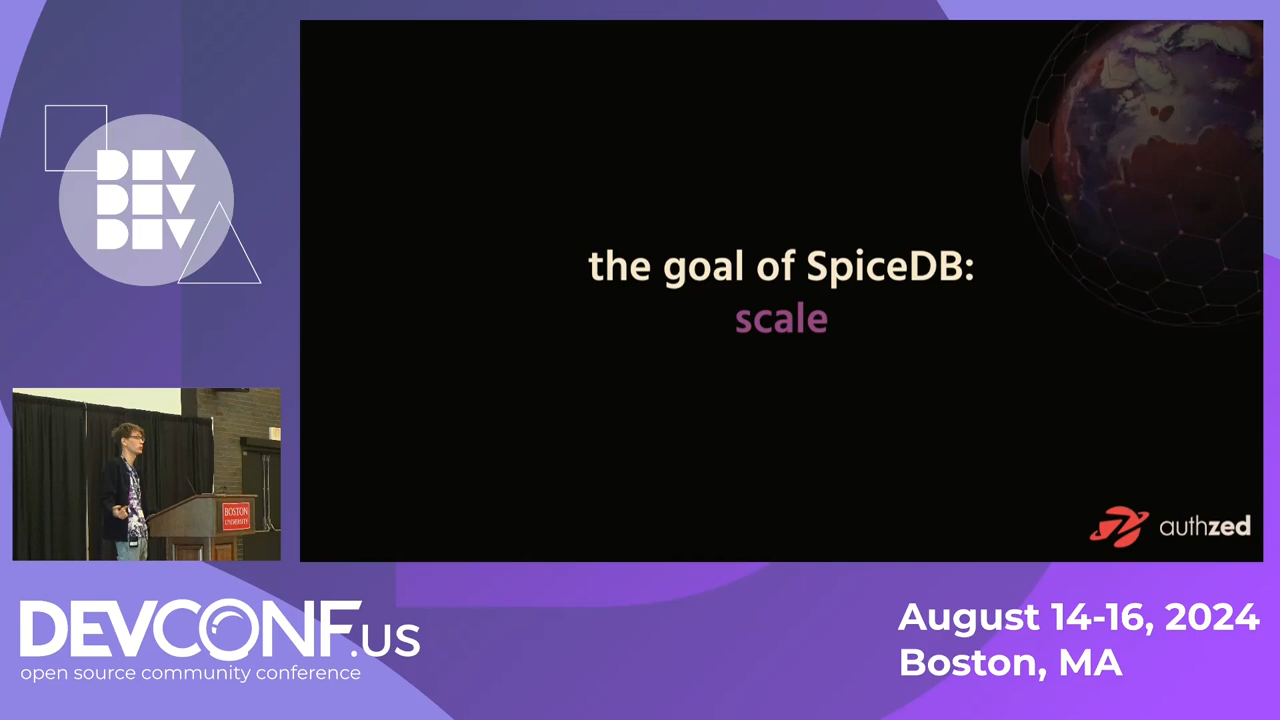 DEV
DEV
DEV
the goal of SpiceDB:
scale
authzed
BOSTON
UNIVERSITY
DEVCONF.us
open source community conference
August 14-16, 2024
Boston, MA